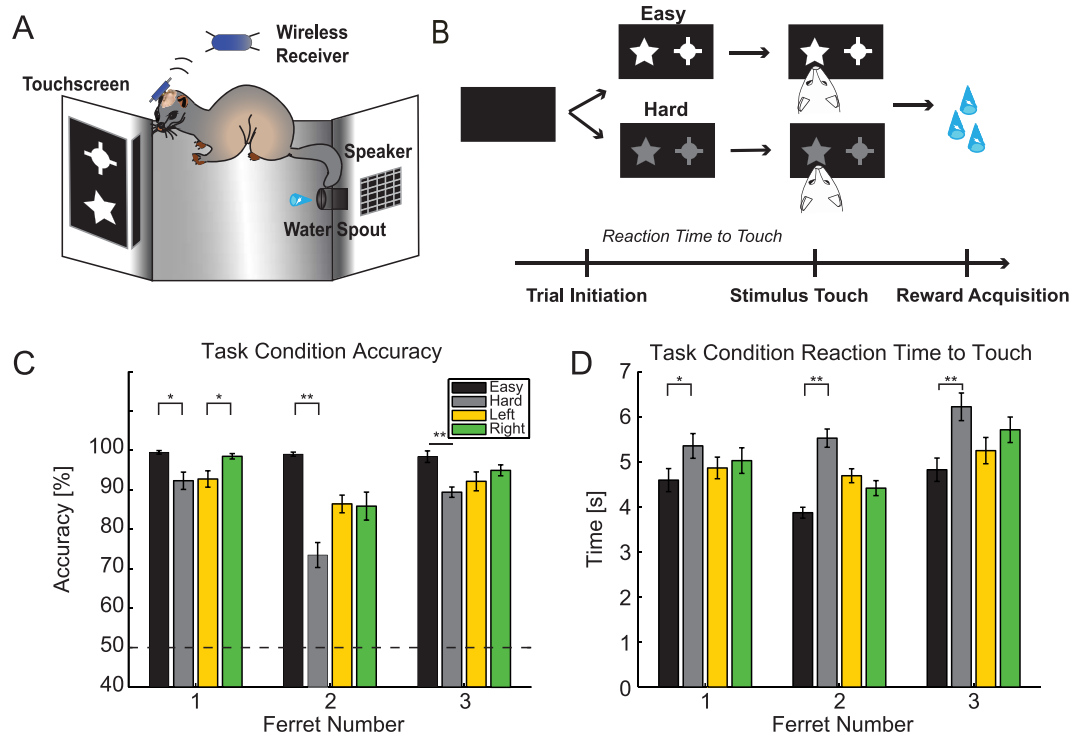 A
Wireless
Receiver
Touchscreen
Speaker
Water Spout
B
Easy
Hard
Reaction Time to Touch
Trial Initiation
Stimulus Touch
Reward Acquisition
C
Task Condition Accuracy
Accuracy [%]
100
90
80
70
60
50
40
*
*
**
**
Easy
Hard
Left
Right
1
2
3
Ferret Number
D
Task Condition Reaction Time to Touch
Time [s]
7
6
5
4
3
2
1
0
*
**
**
1
2
3
Ferret Number